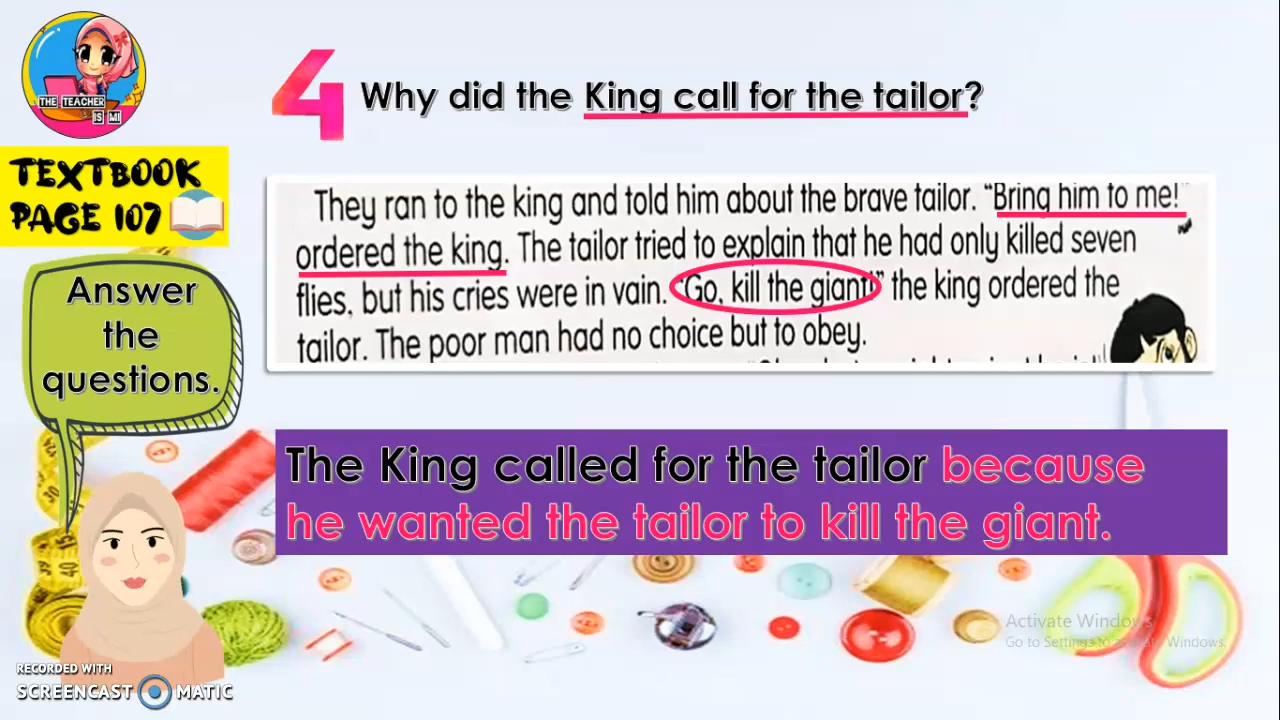 THE TEACHER
IS MI
4 Why did the King call for the tailor?
TEXTBOOK
PAGE 107
They ran to the king and told him about the brave tailor. “Bring him to me!”
ordered the king. The tailor tried to explain that he had only killed seven
flies, but his cries were in vain. “Go, kill the giant!” the king ordered the
tailor. The poor man had no choice but to obey.
Answer
the
questions.
The King called for the tailor because
he wanted the tailor to kill the giant.
Activate Windows
Go to Settings to activate Windows.
RECORDED WITH
SCREENCAST MATIC